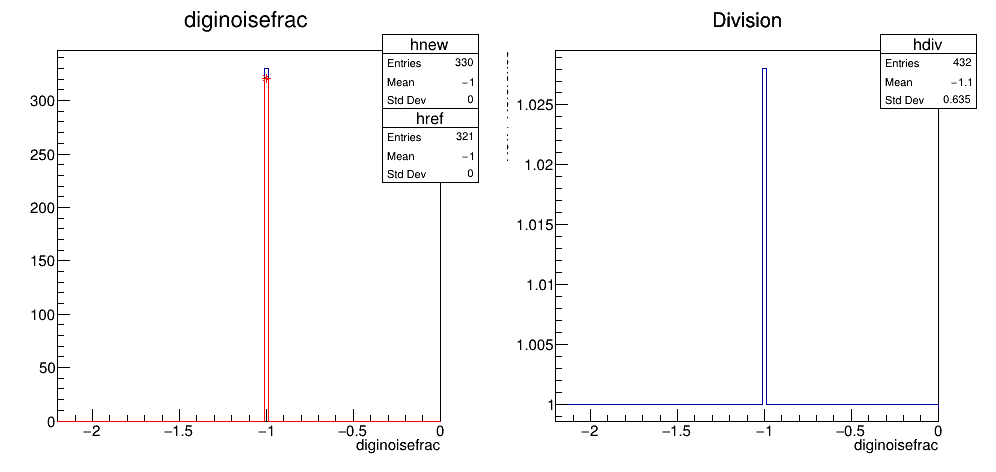 diginoisefrac
hnew
Entries 330
Mean −1
Std Dev 0
href
Entries 321
Mean −1
Std Dev 0
300
250
200
150
100
50
0
−2 −1.5 −1 −0.5 0
diginoisefrac
Division
hdiv
Entries 432
Mean −1.1
Std Dev 0.635
1.025
1.02
1.015
1.01
1.005
1
−2 −1.5 −1 −0.5 0
diginoisefrac